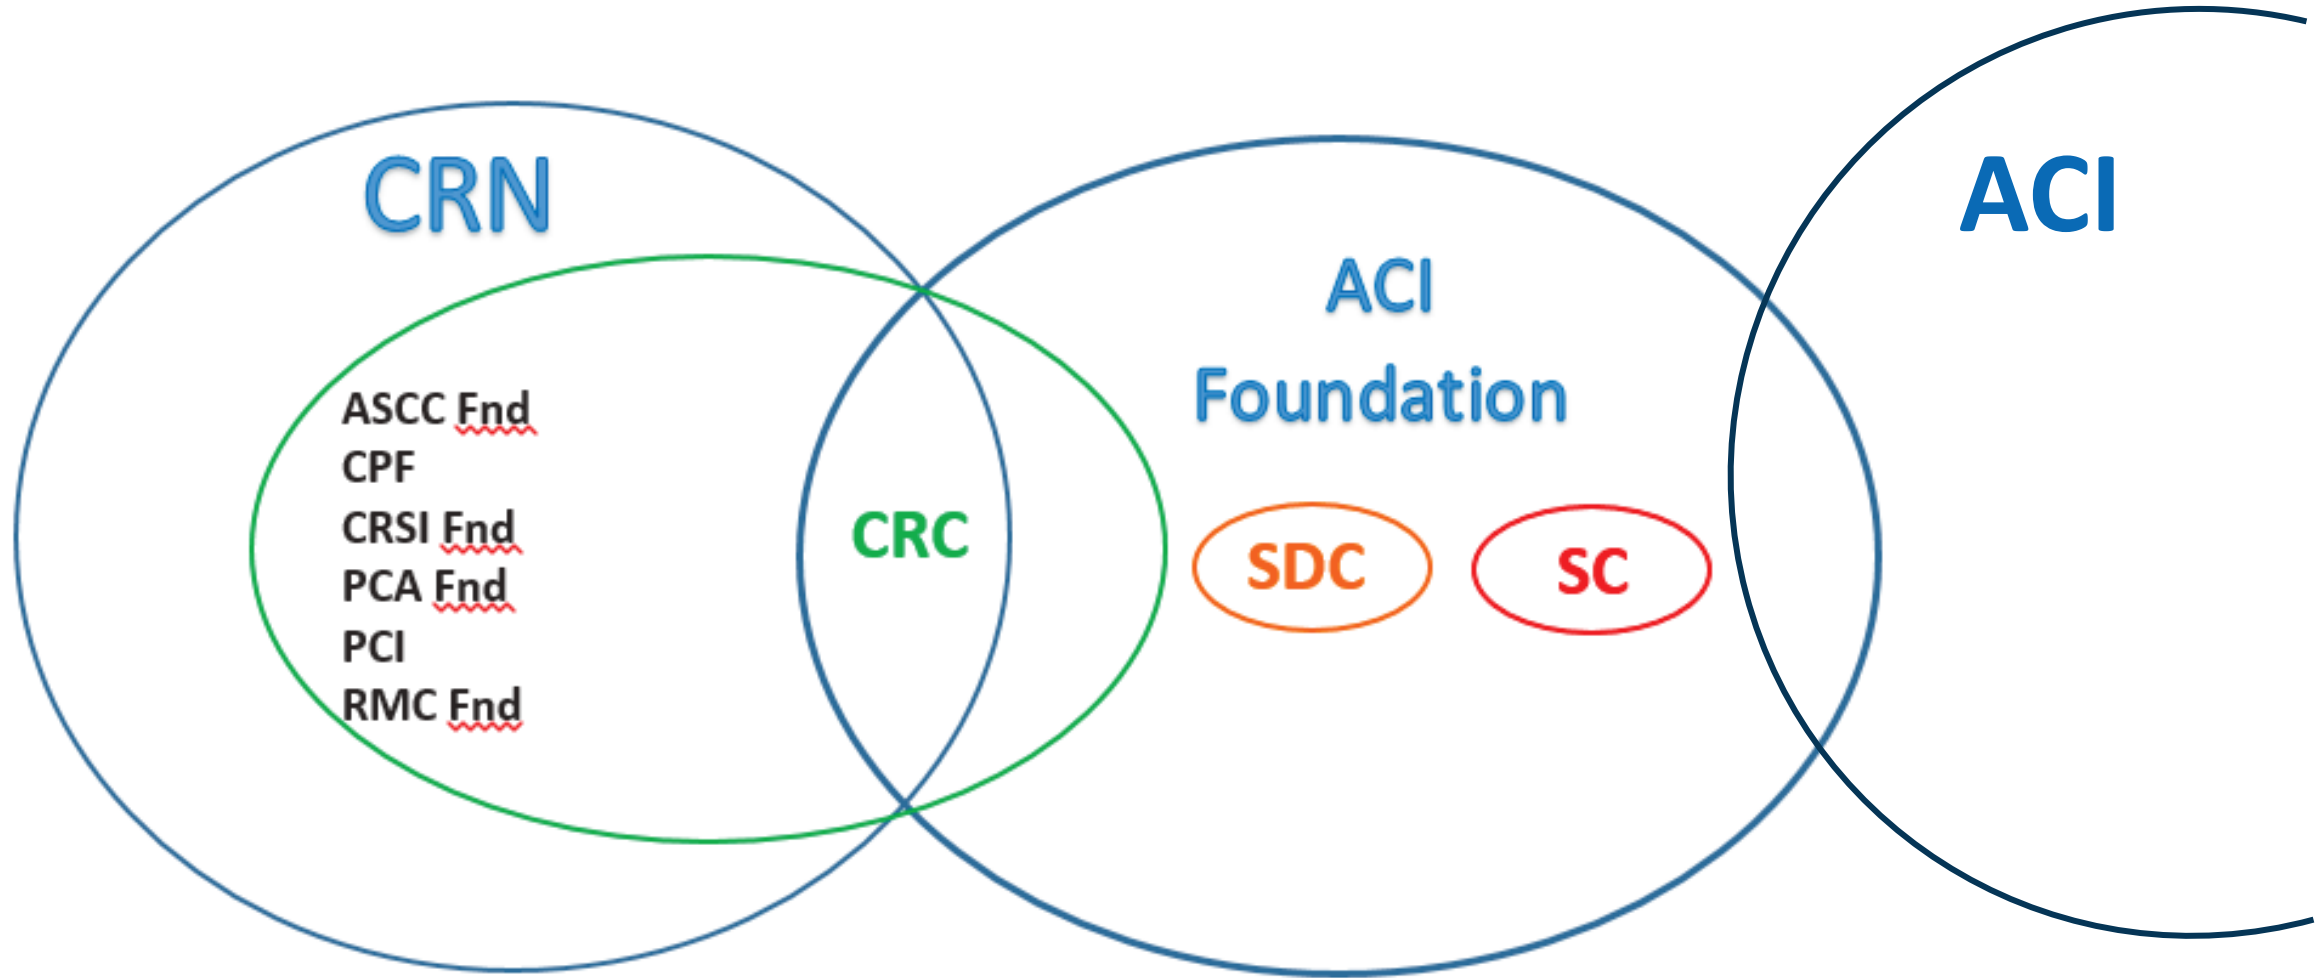 CRN
ACI
ACI
Foundation
ASCC Fnd
CPF
CRSI Fnd
PCA Fnd
PCI
RMC Fnd
CRC
SDC
SC